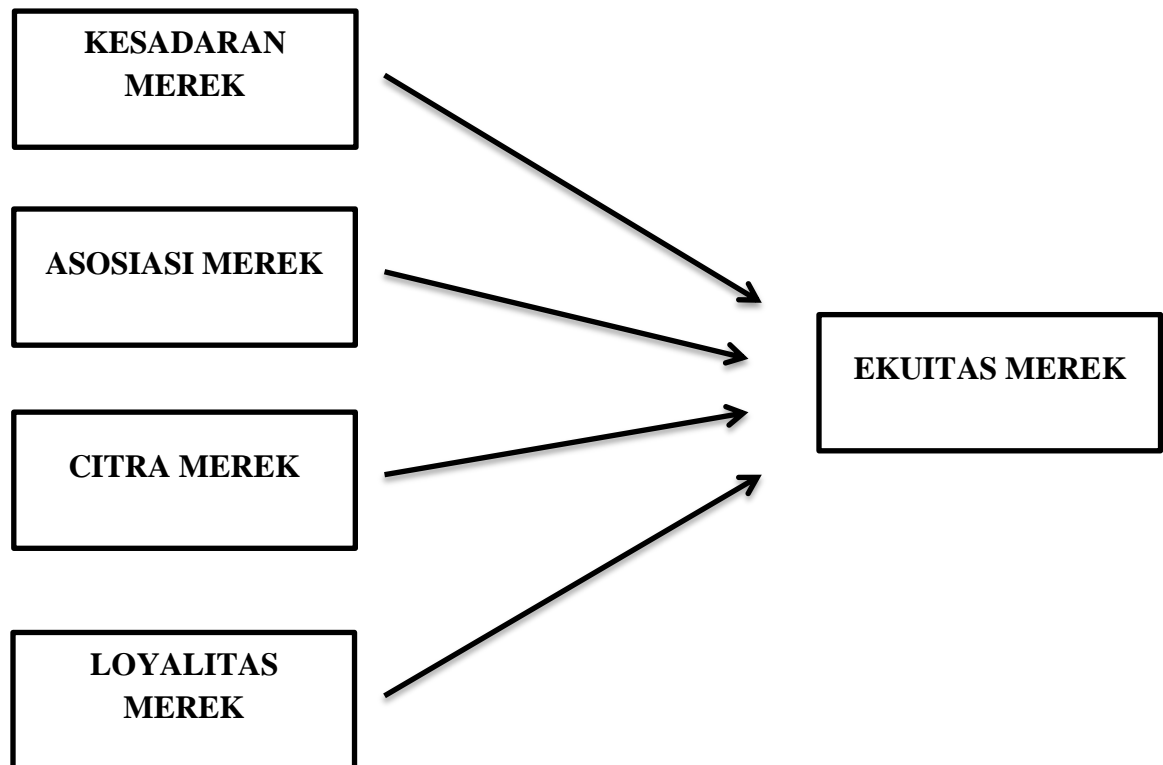 KESADARAN
MEREK
ASOSIASI MEREK
CITRA MEREK
LOYALITAS
MEREK
EKUITAS MEREK